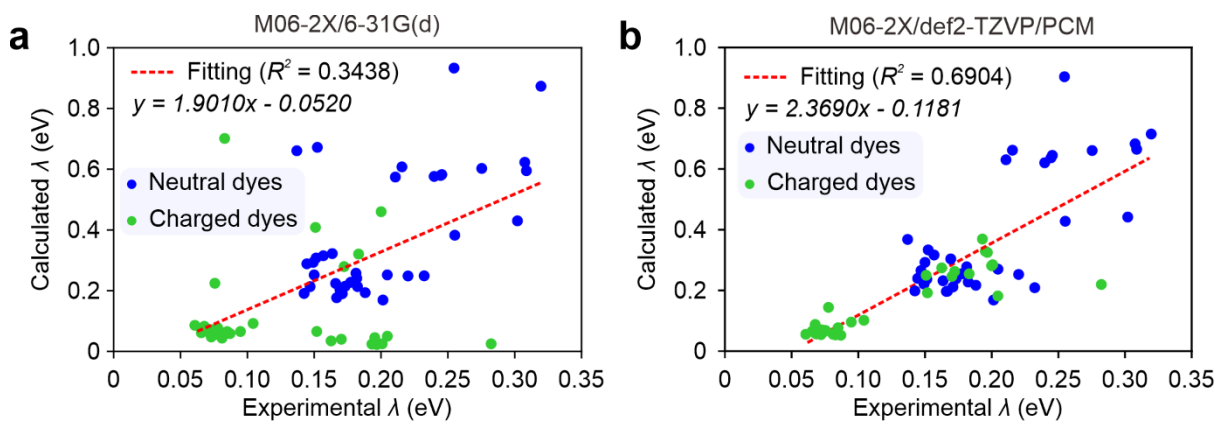 a
M06-2X/6-31G(d)
1.0
0.8
0.6
0.4
0.2
0
Calculated λ (eV)
Fitting (R² = 0.3438)
y = 1.9010x - 0.0520
Neutral dyes
Charged dyes
0 0.05 0.10 0.15 0.20 0.25 0.30 0.35
Experimental λ (eV)
b
M06-2X/def2-TZVP/PCM
1.0
0.8
0.6
0.4
0.2
0
Calculated λ (eV)
Fitting (R² = 0.6904)
y = 2.3690x - 0.1181
Neutral dyes
Charged dyes
0 0.05 0.10 0.15 0.20 0.25 0.30 0.35
Experimental λ (eV)